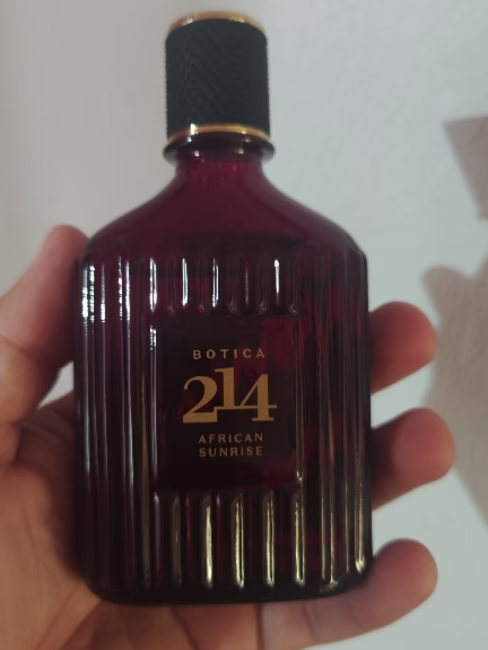 BOTICA
214
AFRICAN
SUNRISE